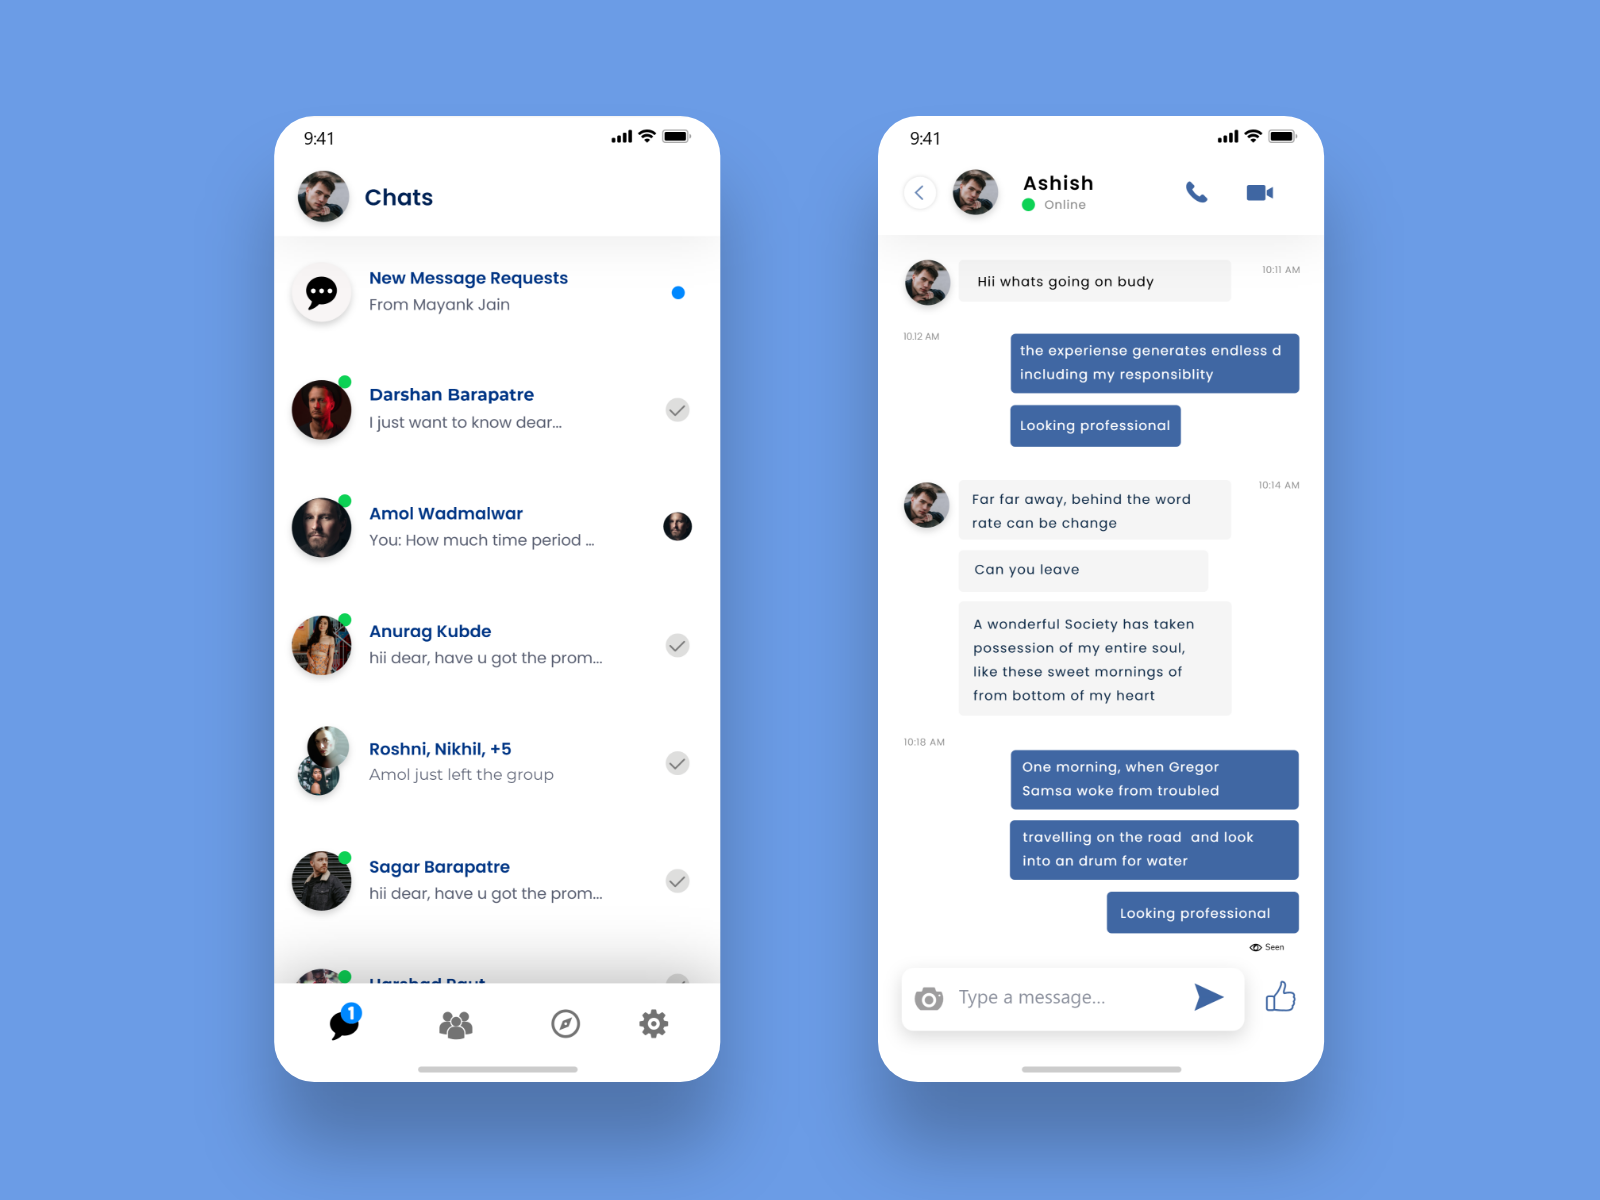 9:41
Chats
New Message Requests
From Mayank Jain
Darshan Barapatre
I just want to know dear...
Amol Wadmalwar
You: How much time period ...
Anurag Kubde
hii dear, have u got the prom...
Roshni, Nikhil, +5
Amol just left the group
Sagar Barapatre
hii dear, have u got the prom...
Harshad Raut
1
9:41
Ashish
Online
Hii whats going on budy
10:11 AM
10.12 AM
the experiense generates endless d
including my responsiblity
Looking professional
10:14 AM
Far far away, behind the word
rate can be change
Can you leave
A wonderful Society has taken
possession of my entire soul,
like these sweet mornings of
from bottom of my heart
10:18 AM
One morning, when Gregor
Samsa woke from troubled
travelling on the road  and look
into an drum for water
Looking professional
Seen
Type a message...